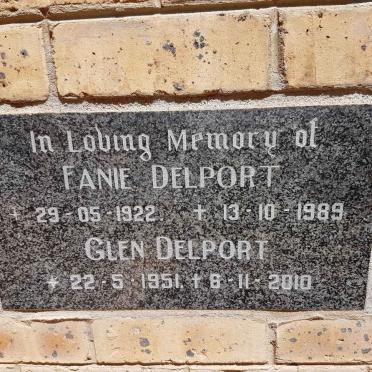 In Loving Memory of
FANIE DELPORT
* 29-05-1922. + 13-10-1989
GLEN DELPORT
* 22-5-1951. + 6-11-2010